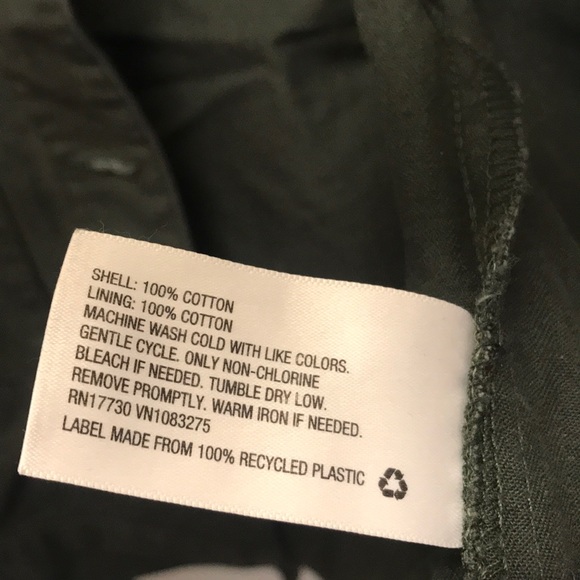 SHELL: 100% COTTON
LINING: 100% COTTON
MACHINE WASH COLD WITH LIKE COLORS.
GENTLE CYCLE. ONLY NON-CHLORINE
BLEACH IF NEEDED. TUMBLE DRY LOW.
REMOVE PROMPTLY. WARM IRON IF NEEDED.
RN17730 VN1083275
LABEL MADE FROM 100% RECYCLED PLASTIC